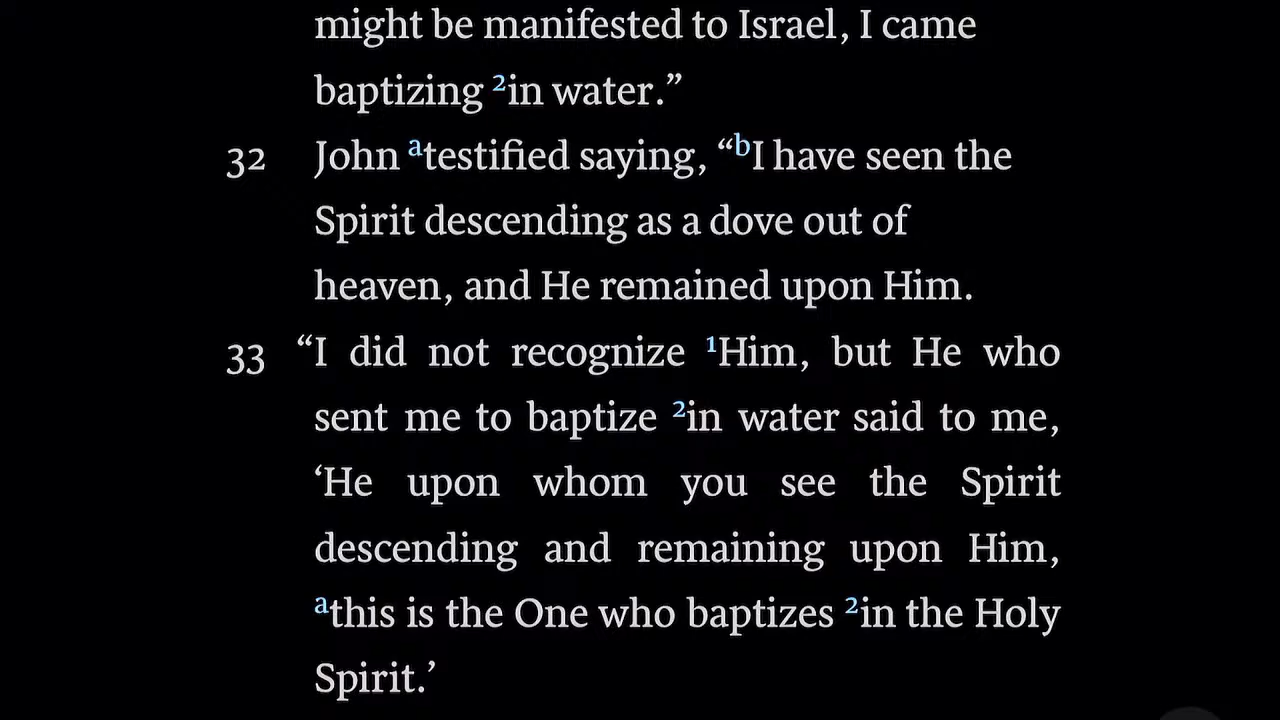 might be manifested to Israel, I came
baptizing ²in water.”
32 John ᵃtestified saying, “ᵇI have seen the
Spirit descending as a dove out of
heaven, and He remained upon Him.
33 “I did not recognize ¹Him, but He who
sent me to baptize ²in water said to me,
‘He upon whom you see the Spirit
descending and remaining upon Him,
ᵃthis is the One who baptizes ²in the Holy
Spirit.’